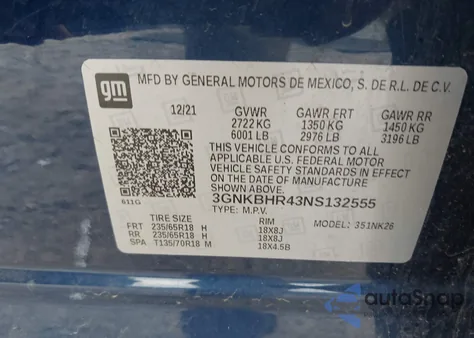 gm
MFD BY GENERAL MOTORS DE MEXICO, S. DE R.L. DE C.V.
12/21 GVWR GAWR FRT GAWR RR
2722 KG 1350 KG 1450 KG
6001 LB 2976 LB 3196 LB
THIS VEHICLE CONFORMS TO ALL
APPLICABLE U.S. FEDERAL MOTOR
VEHICLE SAFETY STANDARDS IN
EFFECT ON THE DATE OF
MANUFACTURE SHOWN ABOVE.
611G
3GNKBHR43NS132555
TYPE: M.P.V. MODEL: 351NK26
TIRE SIZE RIM
FRT 235/65R18 H 18X8J
RR 235/65R18 H 18X8J
SPA T135/70R18 M 18X4.5B
autoSnap